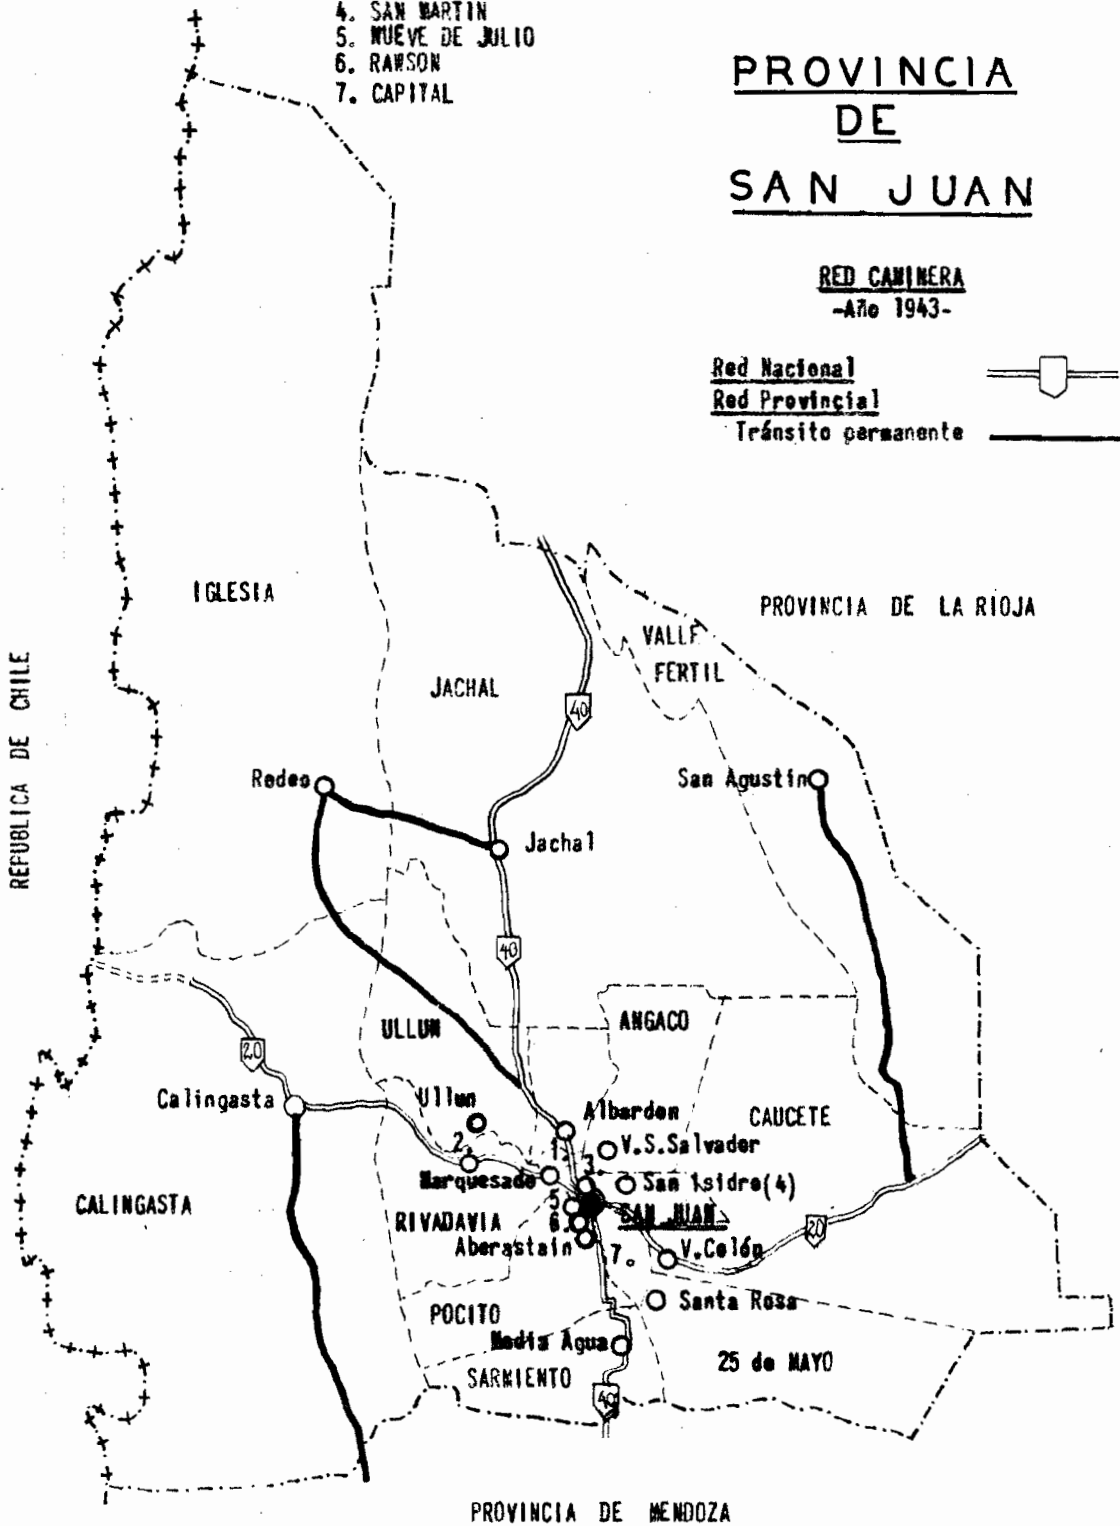 4. SAN MARTIN
5. NUEVE DE JULIO
6. RAWSON
7. CAPITAL
PROVINCIA
DE
SAN JUAN
RED CAMINERA
-Año 1943-
Red Nacional
Red Provincial
Tránsito permanente
IGLESIA
PROVINCIA DE LA RIOJA
VALLE
FERTIL
REPUBLICA DE CHILE
JACHAL
40
Rodeo
San Agustin
Jachal
40
ULLUN
ANGACO
20
Calingasta
Ullun
Albardon
CAUCETE
1.
V.S.Salvador
2.
3.
Marquesado
San Isidro(4)
CALINGASTA
5
RIVADAVIA
6.
SAN JUAN
20
Aberastain
7.
V.Colón
Santa Rosa
POCITO
Media Agua
25 de MAYO
SARMIENTO
40
PROVINCIA DE MENDOZA